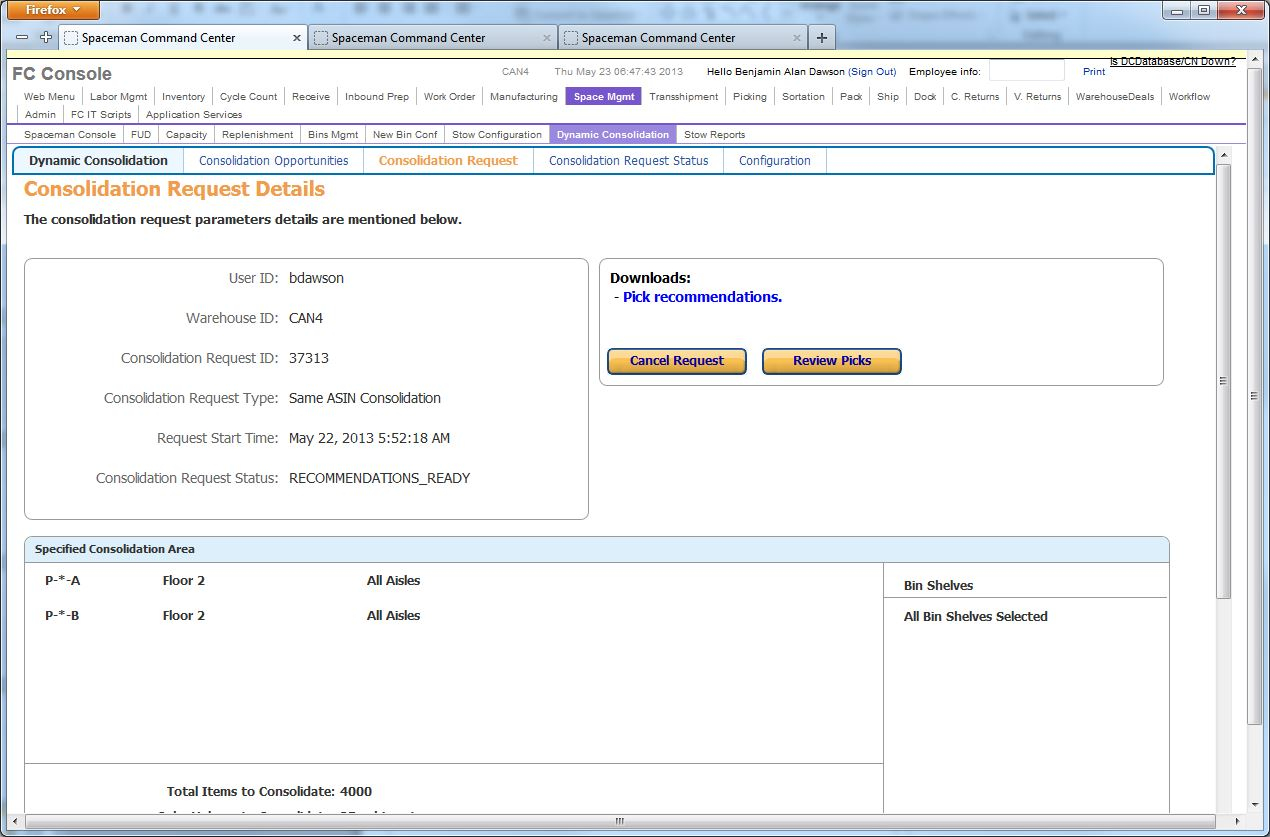 Firefox
Spaceman Command Center
Spaceman Command Center
Spaceman Command Center
Is DCDatabase/CN Down?
FC Console
CAN4 Thu May 23 06:47:43 2013 Hello Benjamin Alan Dawson (Sign Out) Employee info: Print
Web Menu Labor Mgmt Inventory Cycle Count Receive Inbound Prep Work Order Manufacturing Space Mgmt Transshipment Picking Sortation Pack Ship Dock C. Returns V. Returns WarehouseDeals Workflow
Admin FC IT Scripts Application Services
Spaceman Console FUD Capacity Replenishment Bins Mgmt New Bin Conf Stow Configuration Dynamic Consolidation Stow Reports
Dynamic Consolidation Consolidation Opportunities Consolidation Request Consolidation Request Status Configuration
Consolidation Request Details
The consolidation request parameters details are mentioned below.
User ID: bdawson
Warehouse ID: CAN4
Consolidation Request ID: 37313
Consolidation Request Type: Same ASIN Consolidation
Request Start Time: May 22, 2013 5:52:18 AM
Consolidation Request Status: RECOMMENDATIONS_READY
Downloads:
- Pick recommendations.
Cancel Request Review Picks
Specified Consolidation Area
P-*-A Floor 2 All Aisles
P-*-B Floor 2 All Aisles
Bin Shelves
All Bin Shelves Selected
Total Items to Consolidate: 4000